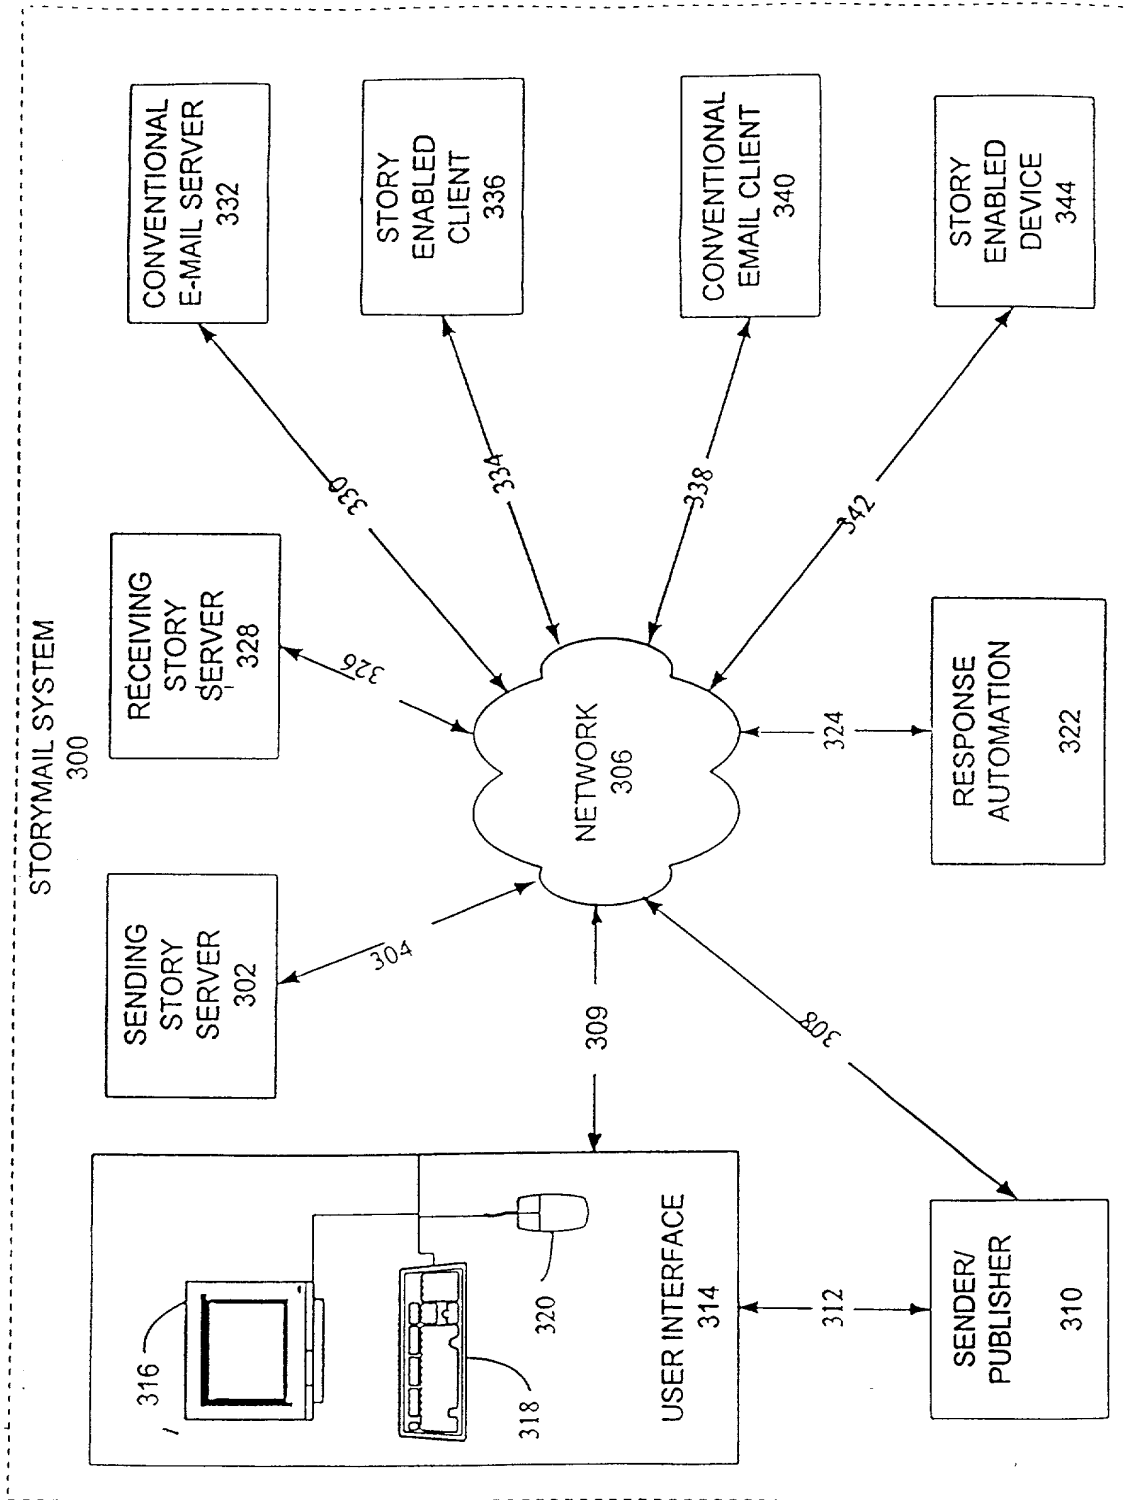 STORYMAIL SYSTEM
300
SENDING
STORY
SERVER
302
RECEIVING
STORY
SERVER
328
CONVENTIONAL
E-MAIL SERVER
332
STORY
ENABLED
CLIENT
336
CONVENTIONAL
EMAIL CLIENT
340
STORY
ENABLED
DEVICE
344
316
318
320
USER INTERFACE
314
304
326
330
334
338
342
309
308
312
324
NETWORK
306
SENDER/
PUBLISHER
310
RESPONSE
AUTOMATION
322